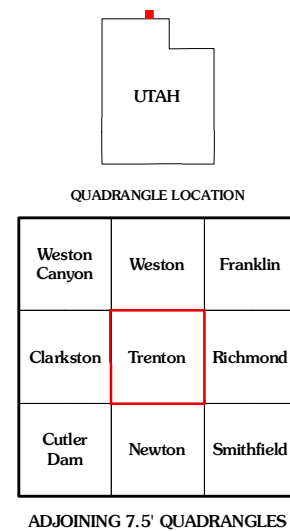 UTAH
QUADRANGLE LOCATION
Weston
Canyon
Weston
Franklin
Clarkston
Trenton
Richmond
Cutler
Dam
Newton
Smithfield
ADJOINING 7.5' QUADRANGLES